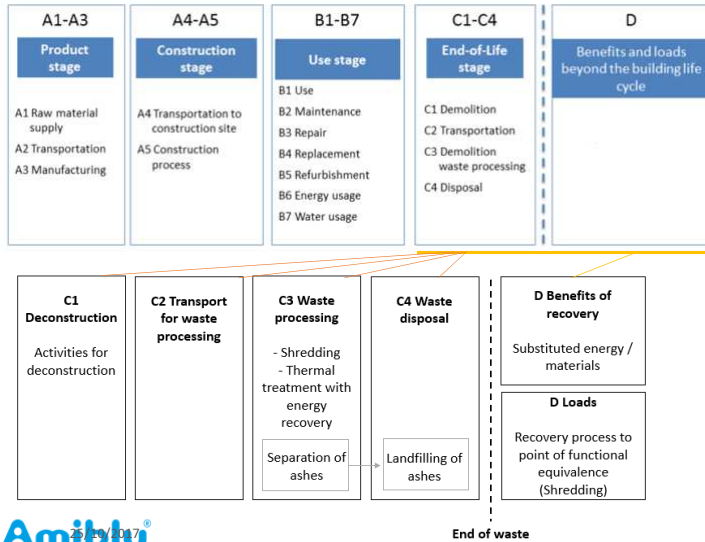 A1-A3
Product
stage
A1 Raw material
supply
A2 Transportation
A3 Manufacturing
A4-A5
Construction
stage
A4 Transportation to
construction site
A5 Construction
process
B1-B7
Use stage
B1 Use
B2 Maintenance
B3 Repair
B4 Replacement
B5 Refurbishment
B6 Energy usage
B7 Water usage
C1-C4
End-of-Life
stage
C1 Demolition
C2 Transportation
C3 Demolition
waste processing
C4 Disposal
D
Benefits and loads
beyond the building life
cycle
C1
Deconstruction
Activities for
deconstruction
C2 Transport
for waste
processing
C3 Waste
processing
- Shredding
- Thermal
treatment with
energy
recovery
Separation of
ashes
C4 Waste
disposal
Landfilling of
ashes
D Benefits of
recovery
Substituted energy /
materials
D Loads
Recovery process to
point of functional
equivalence
(Shredding)
Amiblu®
25/10/2017
End of waste